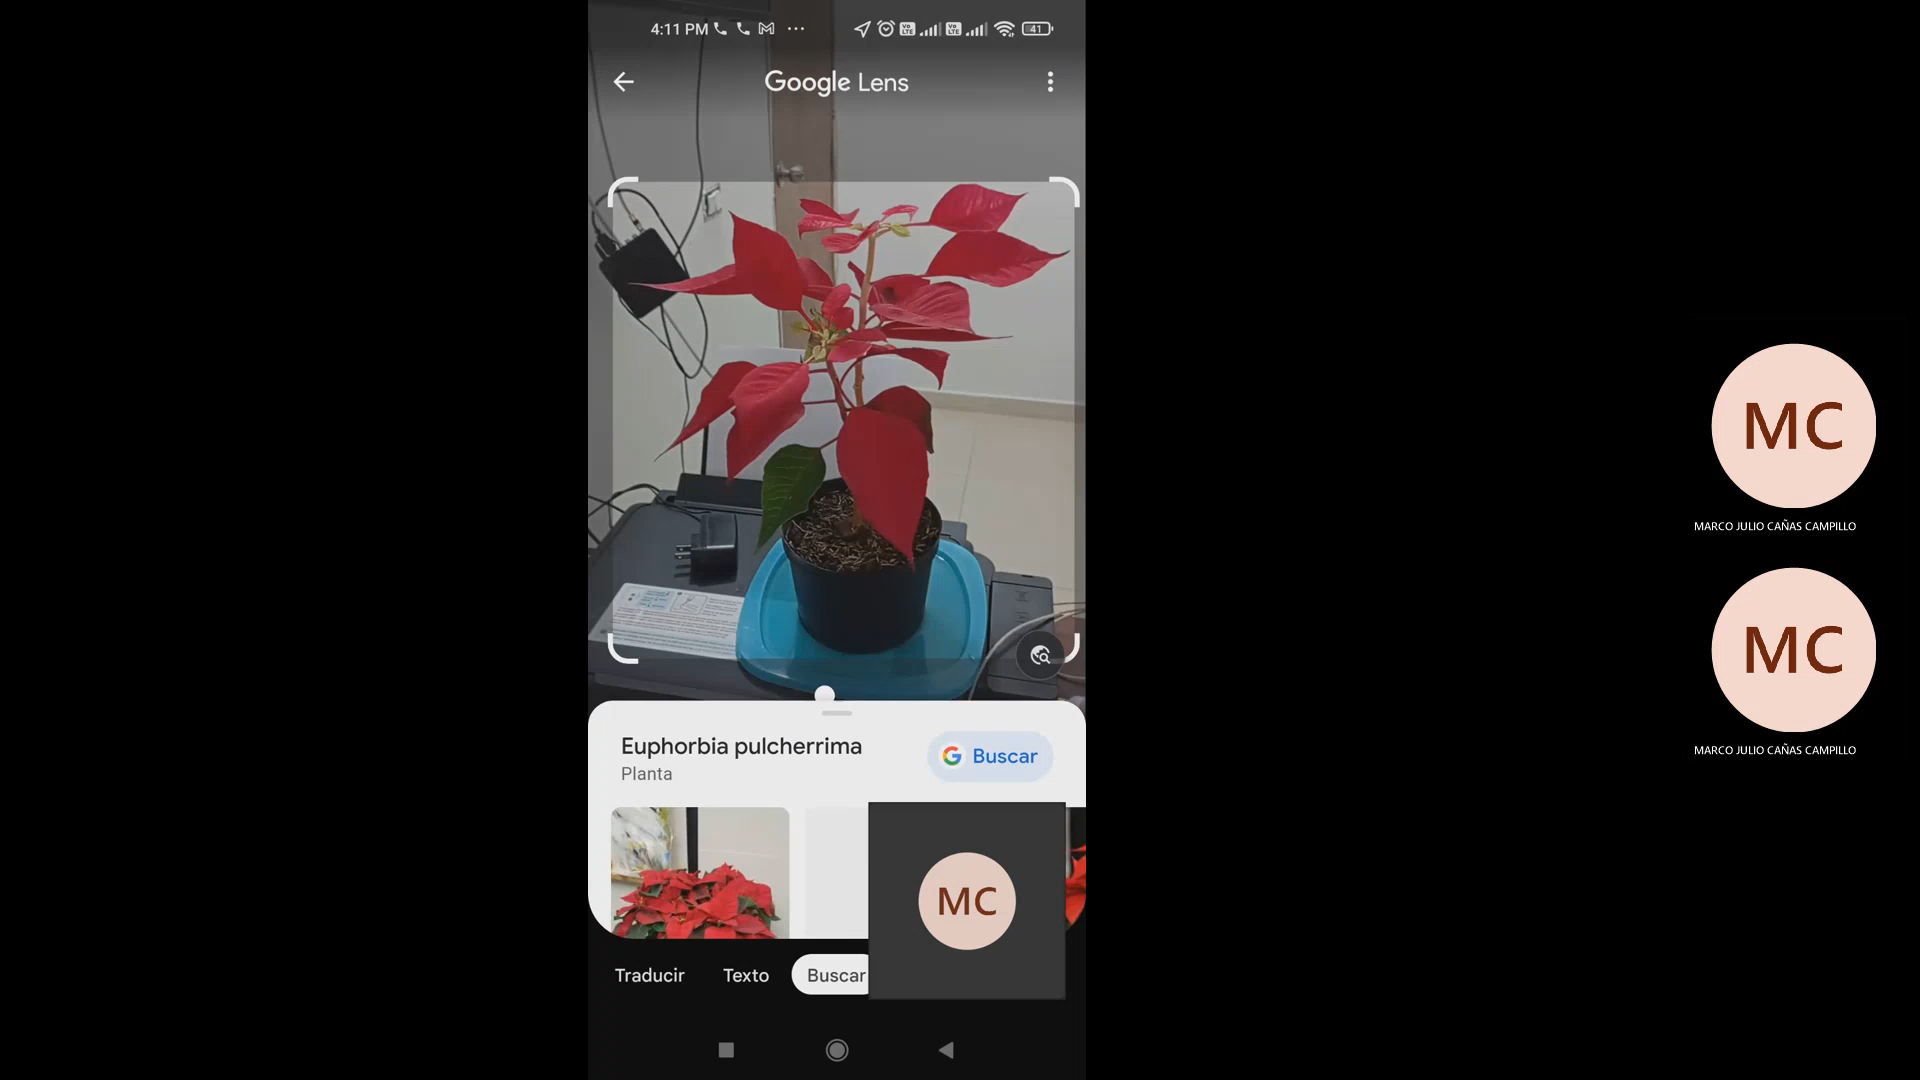 4:11 PM
41
Google Lens
Euphorbia pulcherrima
Planta
Buscar
Traducir
Texto
Buscar
MC
MC
MARCO JULIO CAÑAS CAMPILLO
MC
MARCO JULIO CAÑAS CAMPILLO